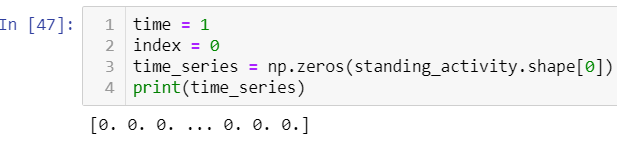 In [47]:
1 time = 1
2 index = 0
3 time_series = np.zeros(standing_activity.shape[0])
4 print(time_series)
[0. 0. 0. ... 0. 0. 0.]